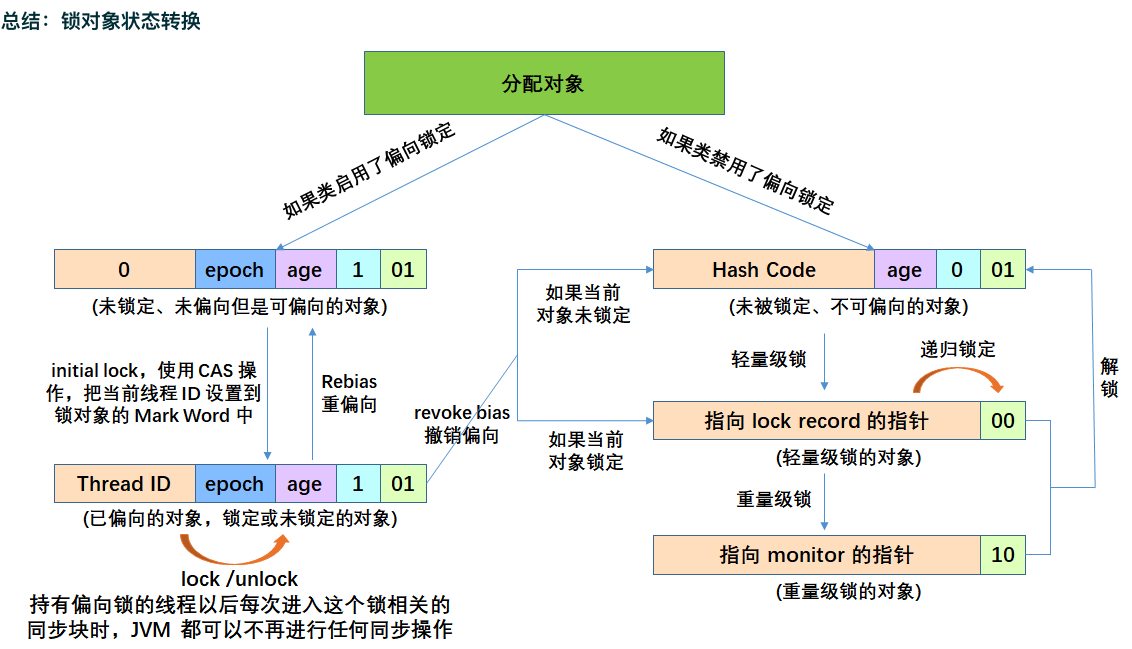 总结：锁对象状态转换
分配对象
如果类启用了偏向锁定
如果类禁用了偏向锁定
0 epoch age 1 01
(未锁定、未偏向但是可偏向的对象)
Hash Code age 0 01
(未被锁定、不可偏向的对象)
initial lock，使用 CAS 操
作，把当前线程 ID 设置到
锁对象的 Mark Word 中
Rebias
重偏向
revoke bias
撤销偏向
如果当前
对象未锁定
如果当前
对象锁定
轻量级锁
递归锁定
解
锁
指向 lock record 的指针 00
(轻量级锁的对象)
重量级锁
指向 monitor 的指针 10
(重量级锁的对象)
Thread ID epoch age 1 01
(已偏向的对象，锁定或未锁定的对象)
lock /unlock
持有偏向锁的线程以后每次进入这个锁相关的
同步块时，JVM 都可以不再进行任何同步操作